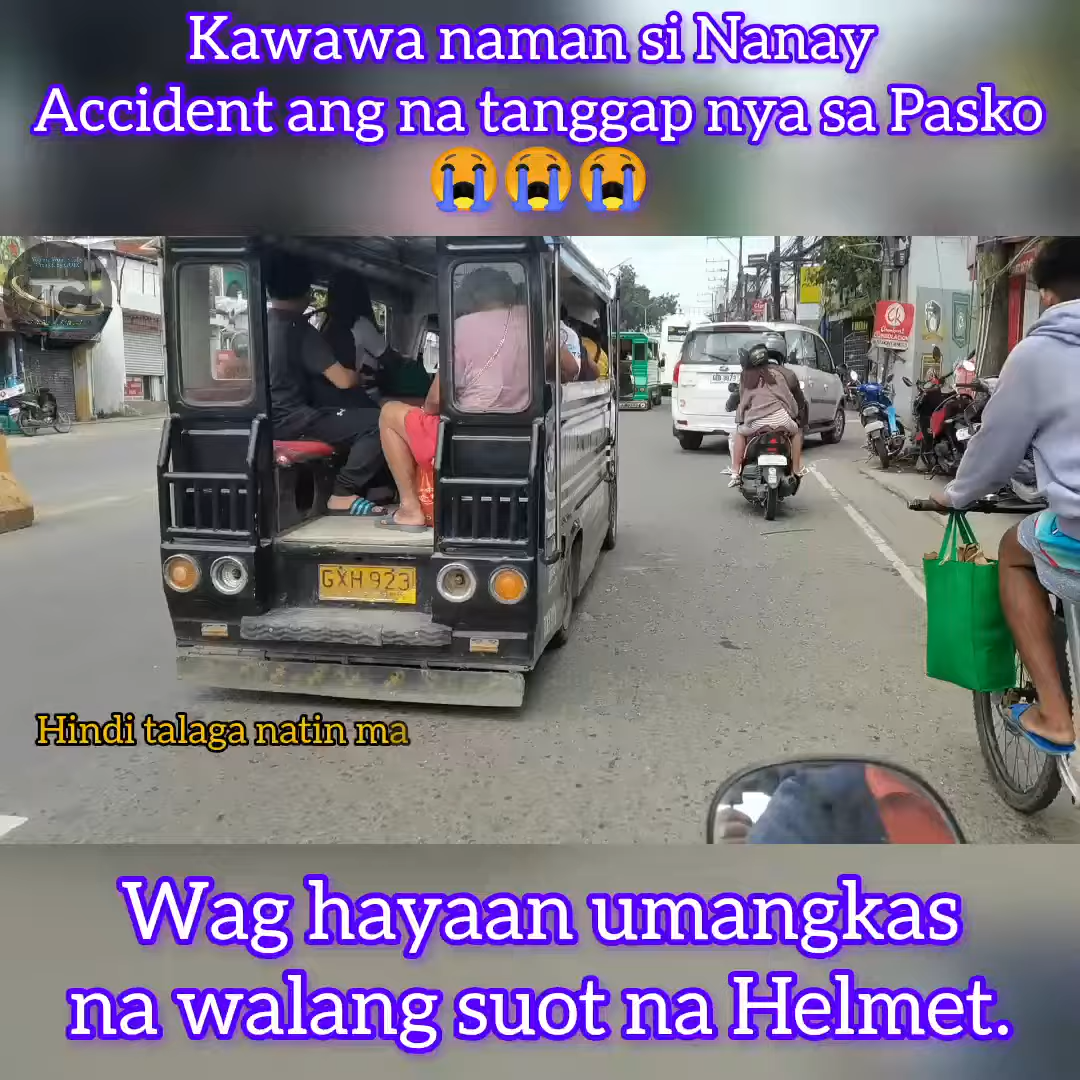 Kawawa naman si Nanay
Accident ang na tanggap nya sa Pasko
😭😭😭
GXH 923
Hindi talaga natin ma
Wag hayaan umangkas
na walang suot na Helmet.